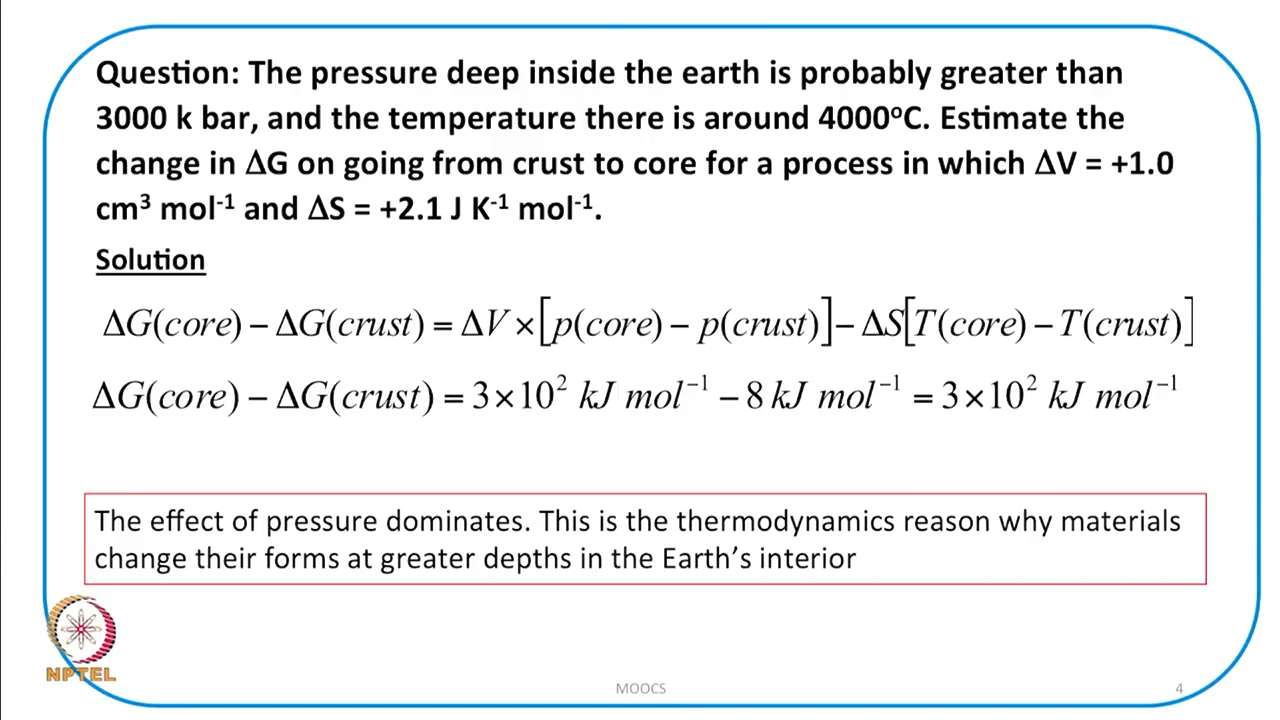 Question: The pressure deep inside the earth is probably greater than
3000 k bar, and the temperature there is around 4000°C. Estimate the
change in ΔG on going from crust to core for a process in which ΔV = +1.0
cm³ mol⁻¹ and ΔS = +2.1 J K⁻¹ mol⁻¹.
Solution
ΔG(core) − ΔG(crust) = ΔV × [p(core) − p(crust)] − ΔS[T(core) − T(crust)]
ΔG(core) − ΔG(crust) = 3×10² kJ mol⁻¹ − 8 kJ mol⁻¹ = 3×10² kJ mol⁻¹
The effect of pressure dominates. This is the thermodynamics reason why materials
change their forms at greater depths in the Earth’s interior
NPTEL
MOOCS
4